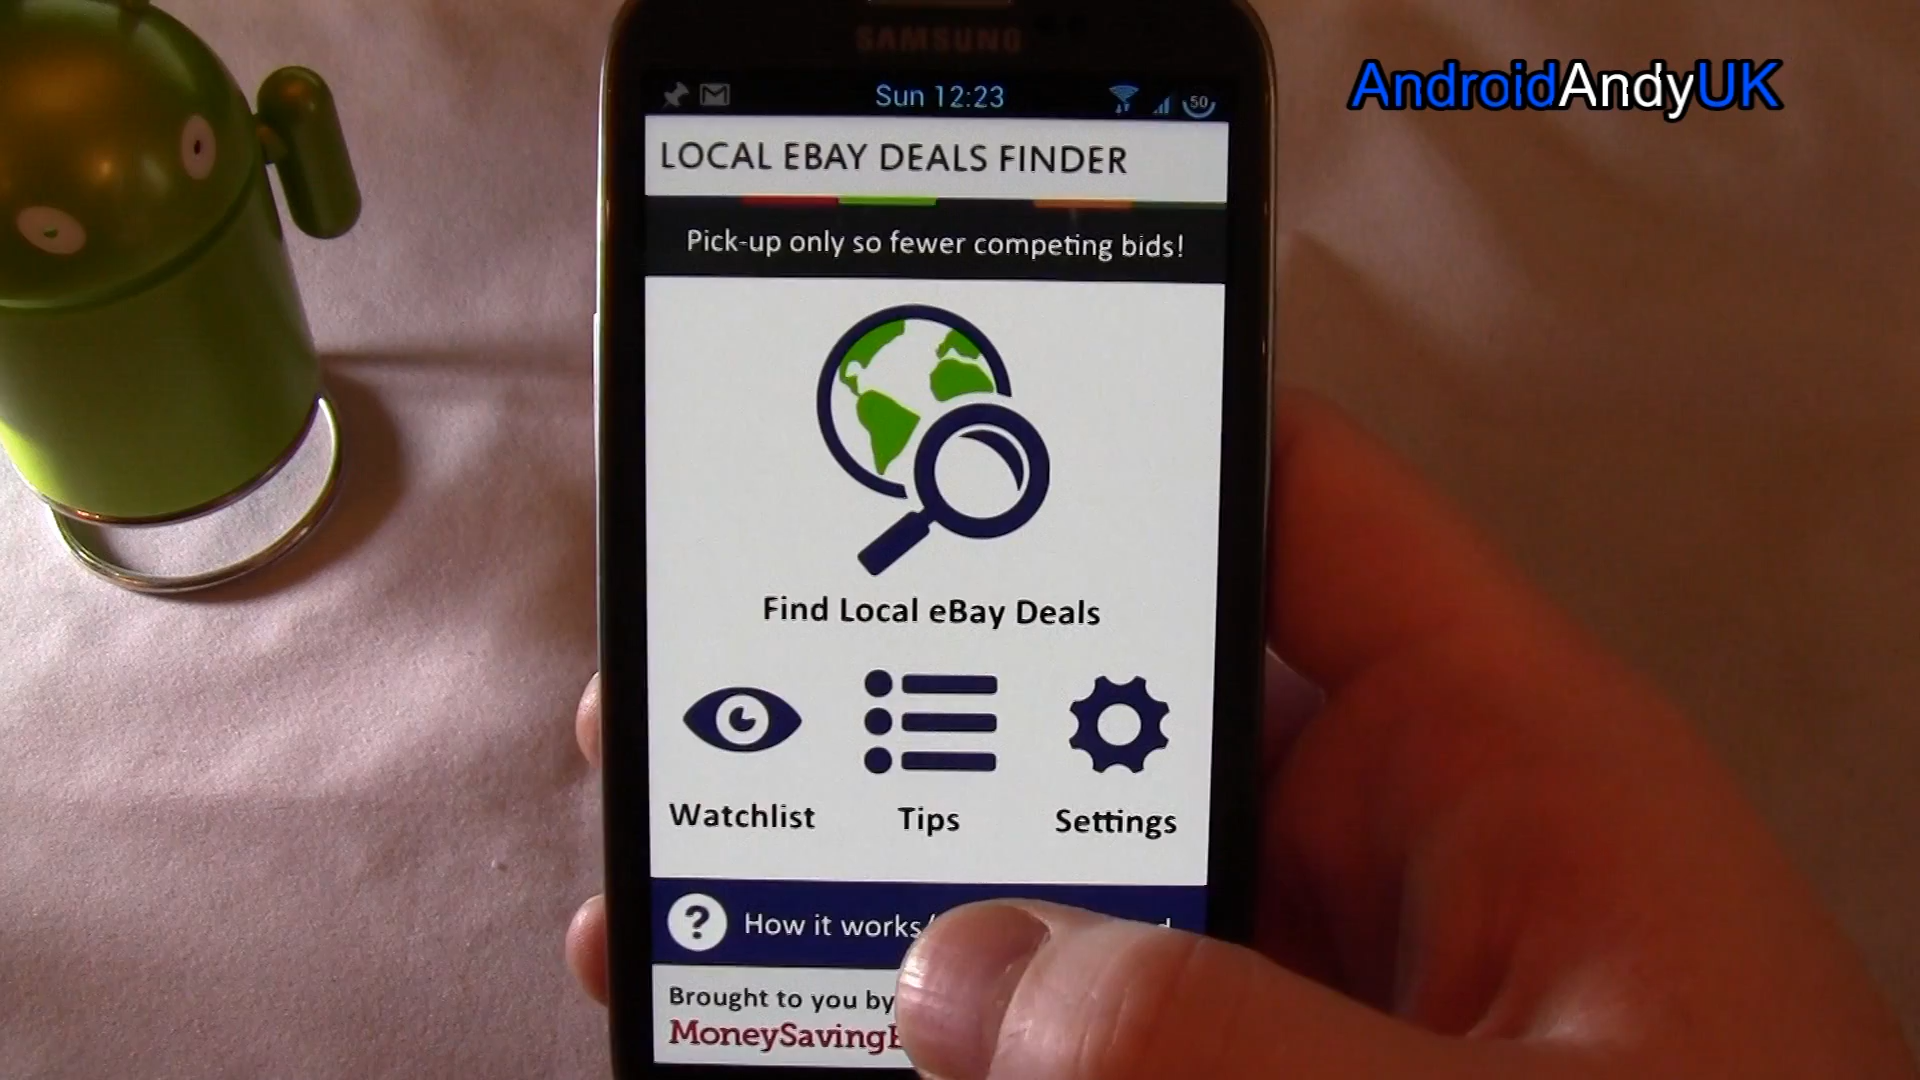 SAMSUNG
AndroidAndyUK
Sun 12:23
50
LOCAL EBAY DEALS FINDER
Pick-up only so fewer competing bids!
Find Local eBay Deals
Watchlist
Tips
Settings
? How it works/
Brought to you by